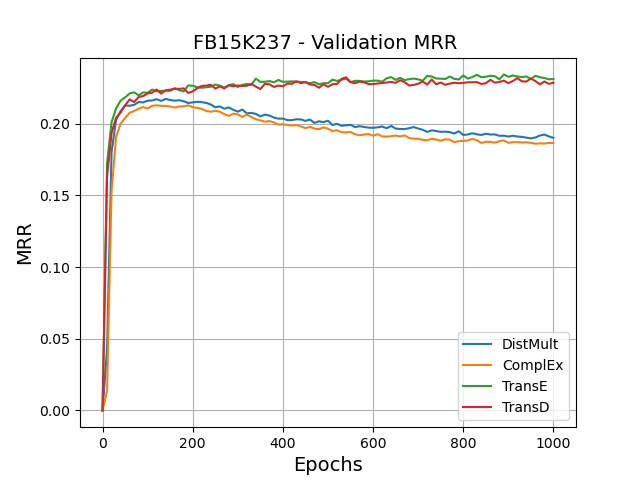 FB15K237 - Validation MRR
MRR
0.20
0.15
0.10
0.05
0.00
0 200 400 600 800 1000
Epochs
DistMult
ComplEx
TransE
TransD